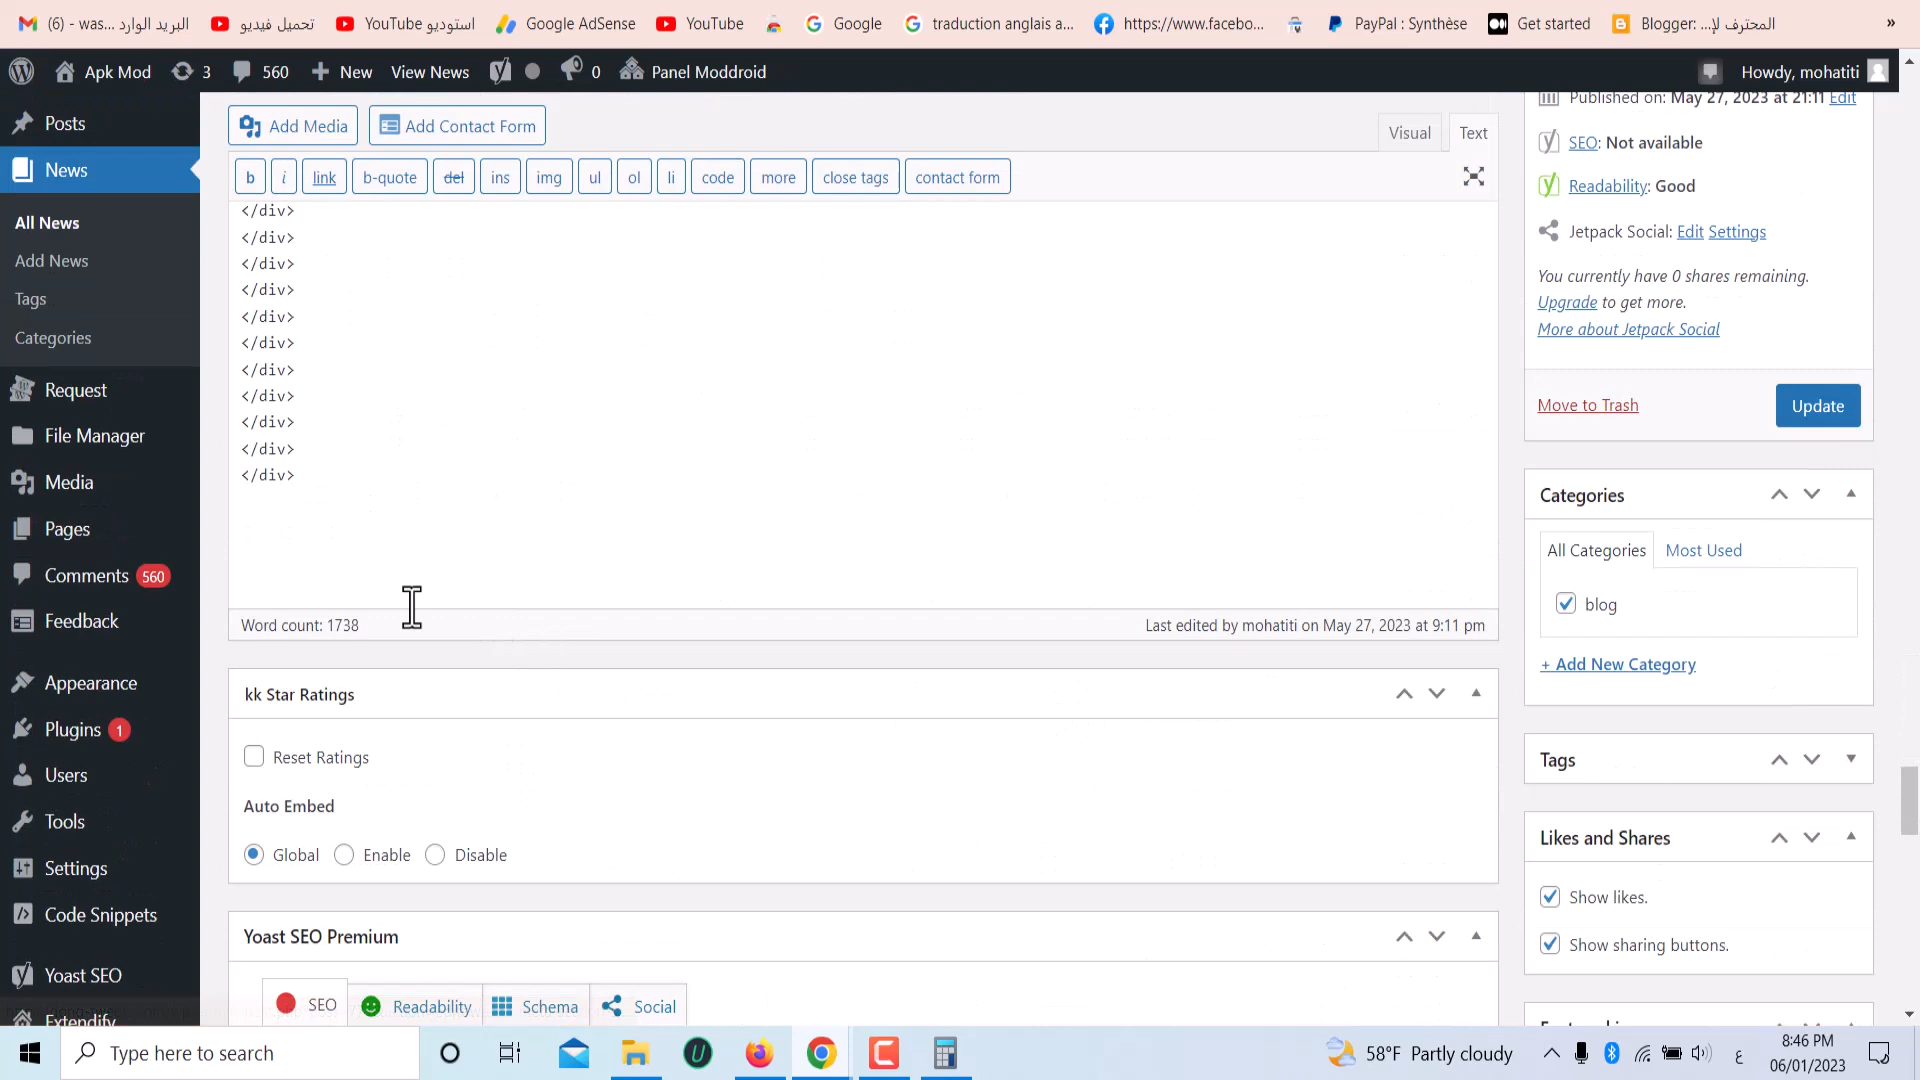 البريد الوارد (6) - was...
تحميل فيديو
YouTube استوديو
Google AdSense
YouTube
Google
traduction anglais a...
https://www.facebo...
PayPal : Synthèse
Get started
Blogger: ...المحترف لإ
»
Apk Mod
3
560
New
View News
0
Panel Moddroid
Howdy, mohatiti
Posts
News
All News
Add News
Tags
Categories
Request
File Manager
Media
Pages
Comments 560
Feedback
Appearance
Plugins 1
Users
Tools
Settings
Code Snippets
Yoast SEO
Extendify
Add Media
Add Contact Form
Visual
Text
b
i
link
b-quote
del
ins
img
ul
ol
li
code
more
close tags
contact form
</div>
</div>
</div>
</div>
</div>
</div>
</div>
</div>
</div>
</div>
</div>
Word count: 1738
Last edited by mohatiti on May 27, 2023 at 9:11 pm
kk Star Ratings
Reset Ratings
Auto Embed
Global
Enable
Disable
Yoast SEO Premium
SEO
Readability
Schema
Social
Published on: May 27, 2023 at 21:11 Edit
SEO: Not available
Readability: Good
Jetpack Social: Edit Settings
You currently have 0 shares remaining.
Upgrade to get more.
More about Jetpack Social
Move to Trash
Update
Categories
All Categories
Most Used
blog
+ Add New Category
Tags
Likes and Shares
Show likes.
Show sharing buttons.
Type here to search
58°F Partly cloudy
ع
8:46 PM
06/01/2023